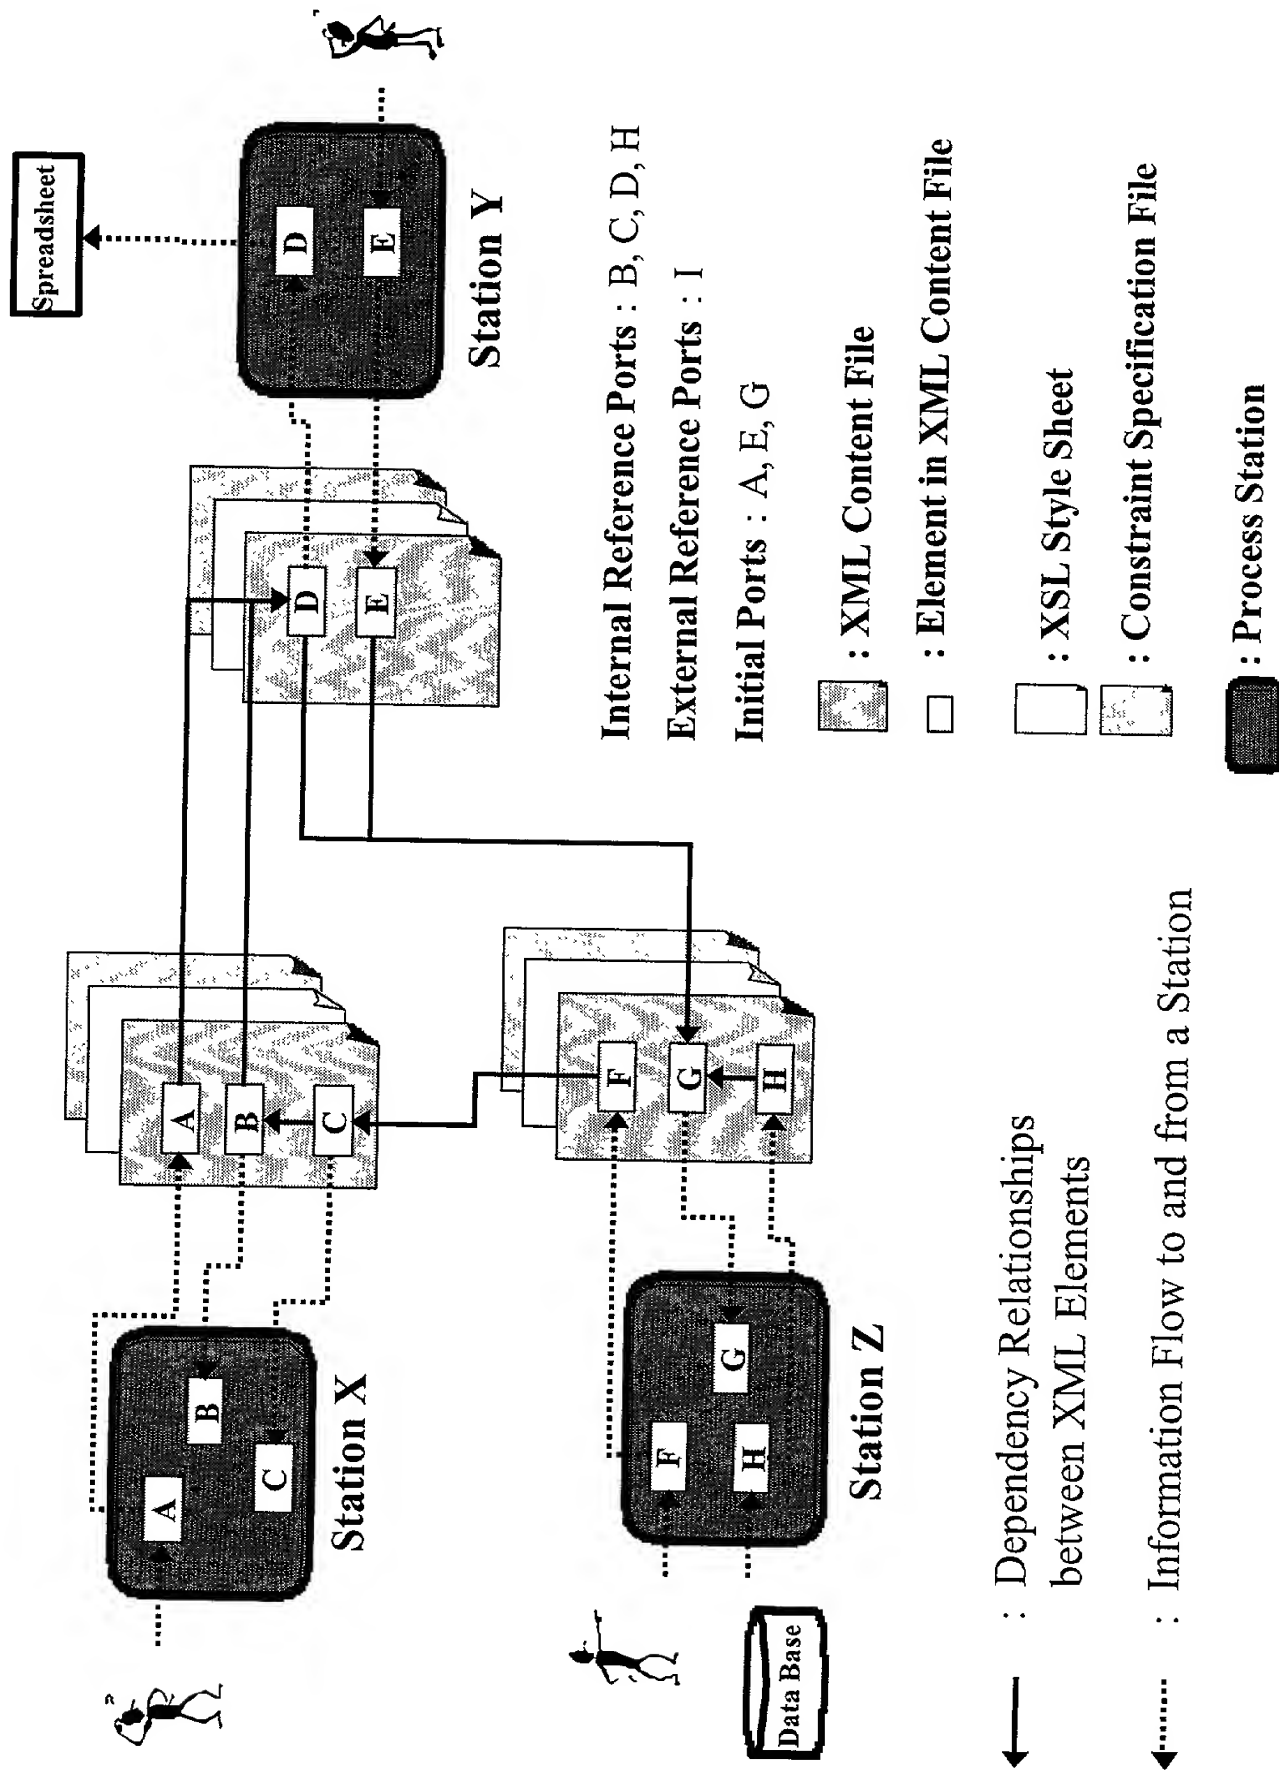 Spreadsheet
A
B
C
Station X
A
B
C
D
E
D
E
Station Y
F
G
H
Station Z
F
G
H
Data Base
Internal Reference Ports : B, C, D, H
External Reference Ports : I
Initial Ports : A, E, G
: XML Content File
: Element in XML Content File
: XSL Style Sheet
: Constraint Specification File
: Process Station
: Dependency Relationships
between XML Elements
: Information Flow to and from a Station